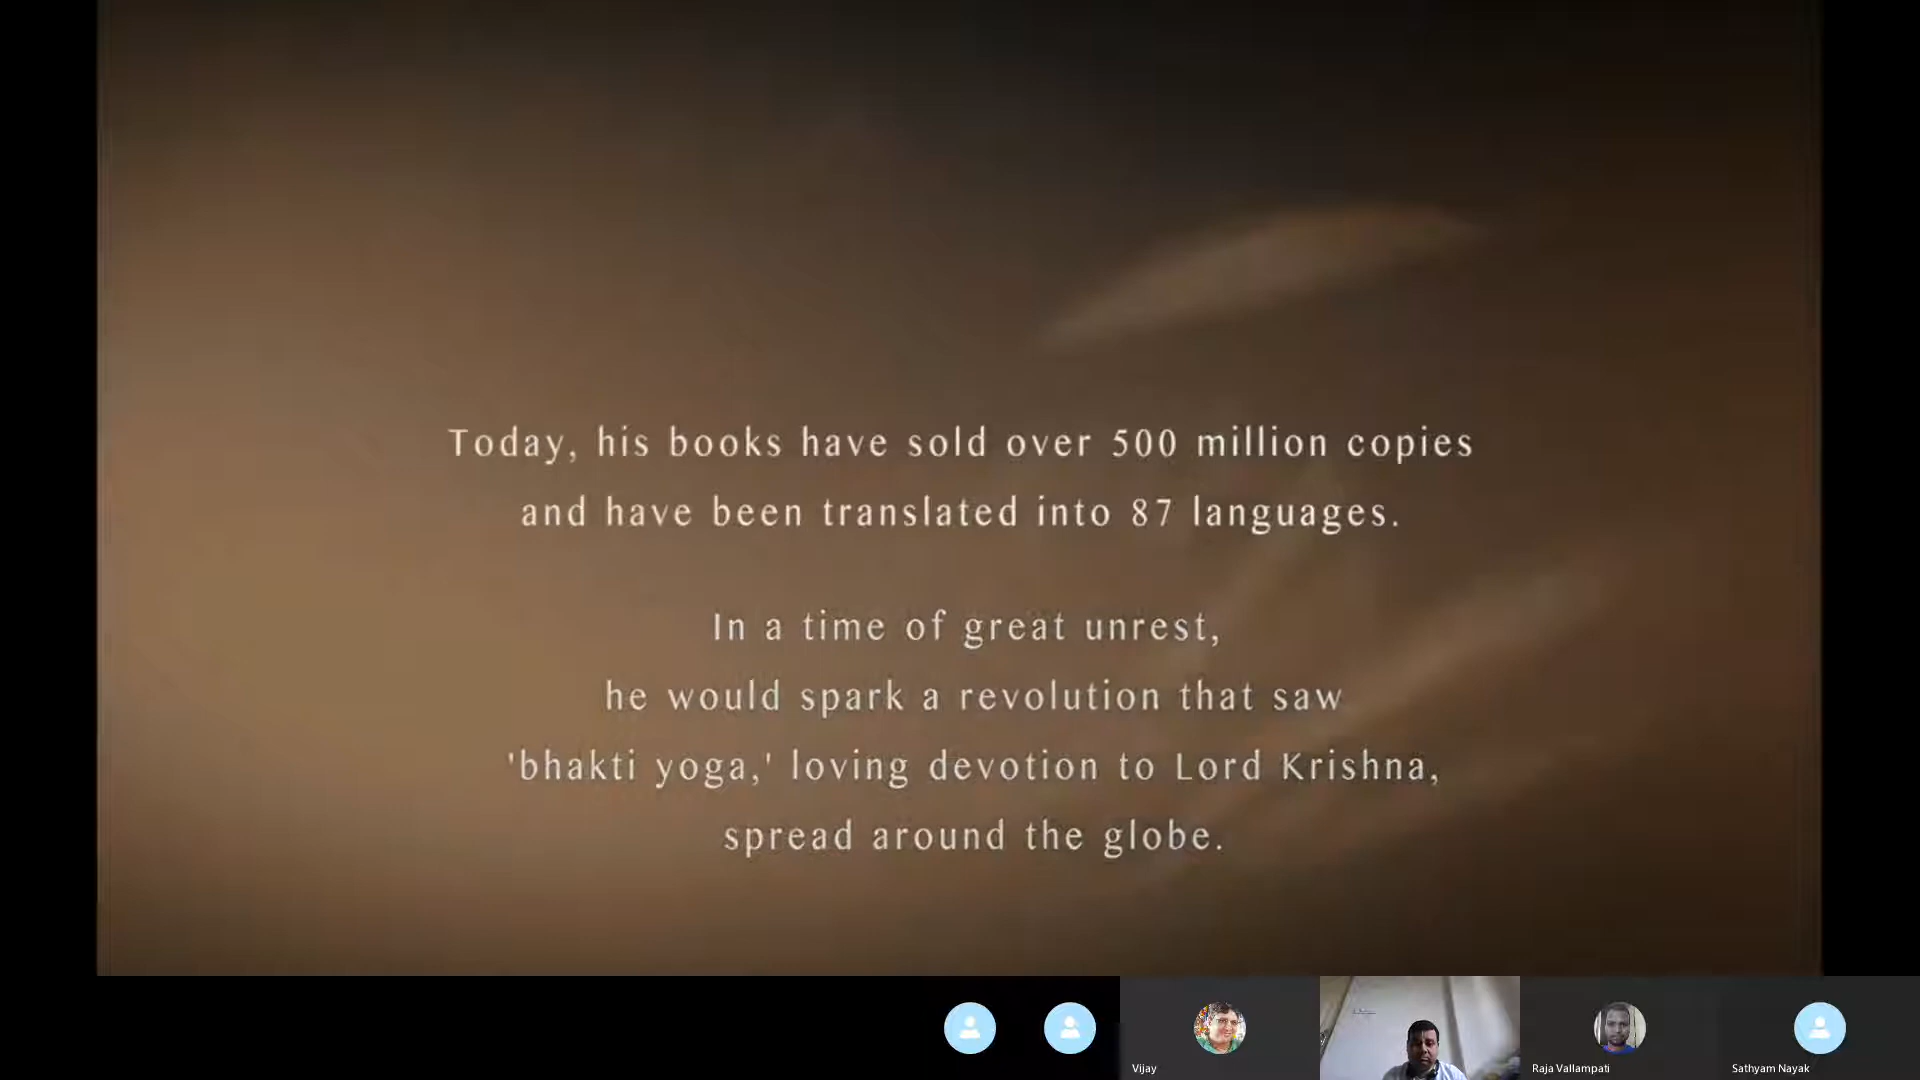 Today, his books have sold over 500 million copies
and have been translated into 87 languages.
In a time of great unrest,
he would spark a revolution that saw
'bhakti yoga,' loving devotion to Lord Krishna,
spread around the globe.
Vijay
Raja Vallampati
Sathyam Nayak